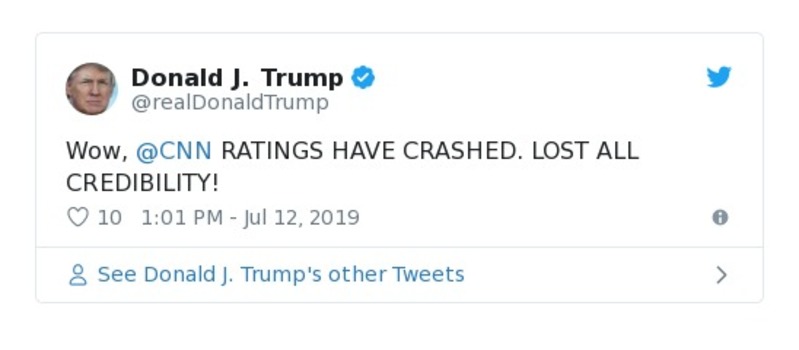 Donald J. Trump
@realDonaldTrump
Wow, @CNN RATINGS HAVE CRASHED. LOST ALL
CREDIBILITY!
10 1:01 PM - Jul 12, 2019
See Donald J. Trump's other Tweets